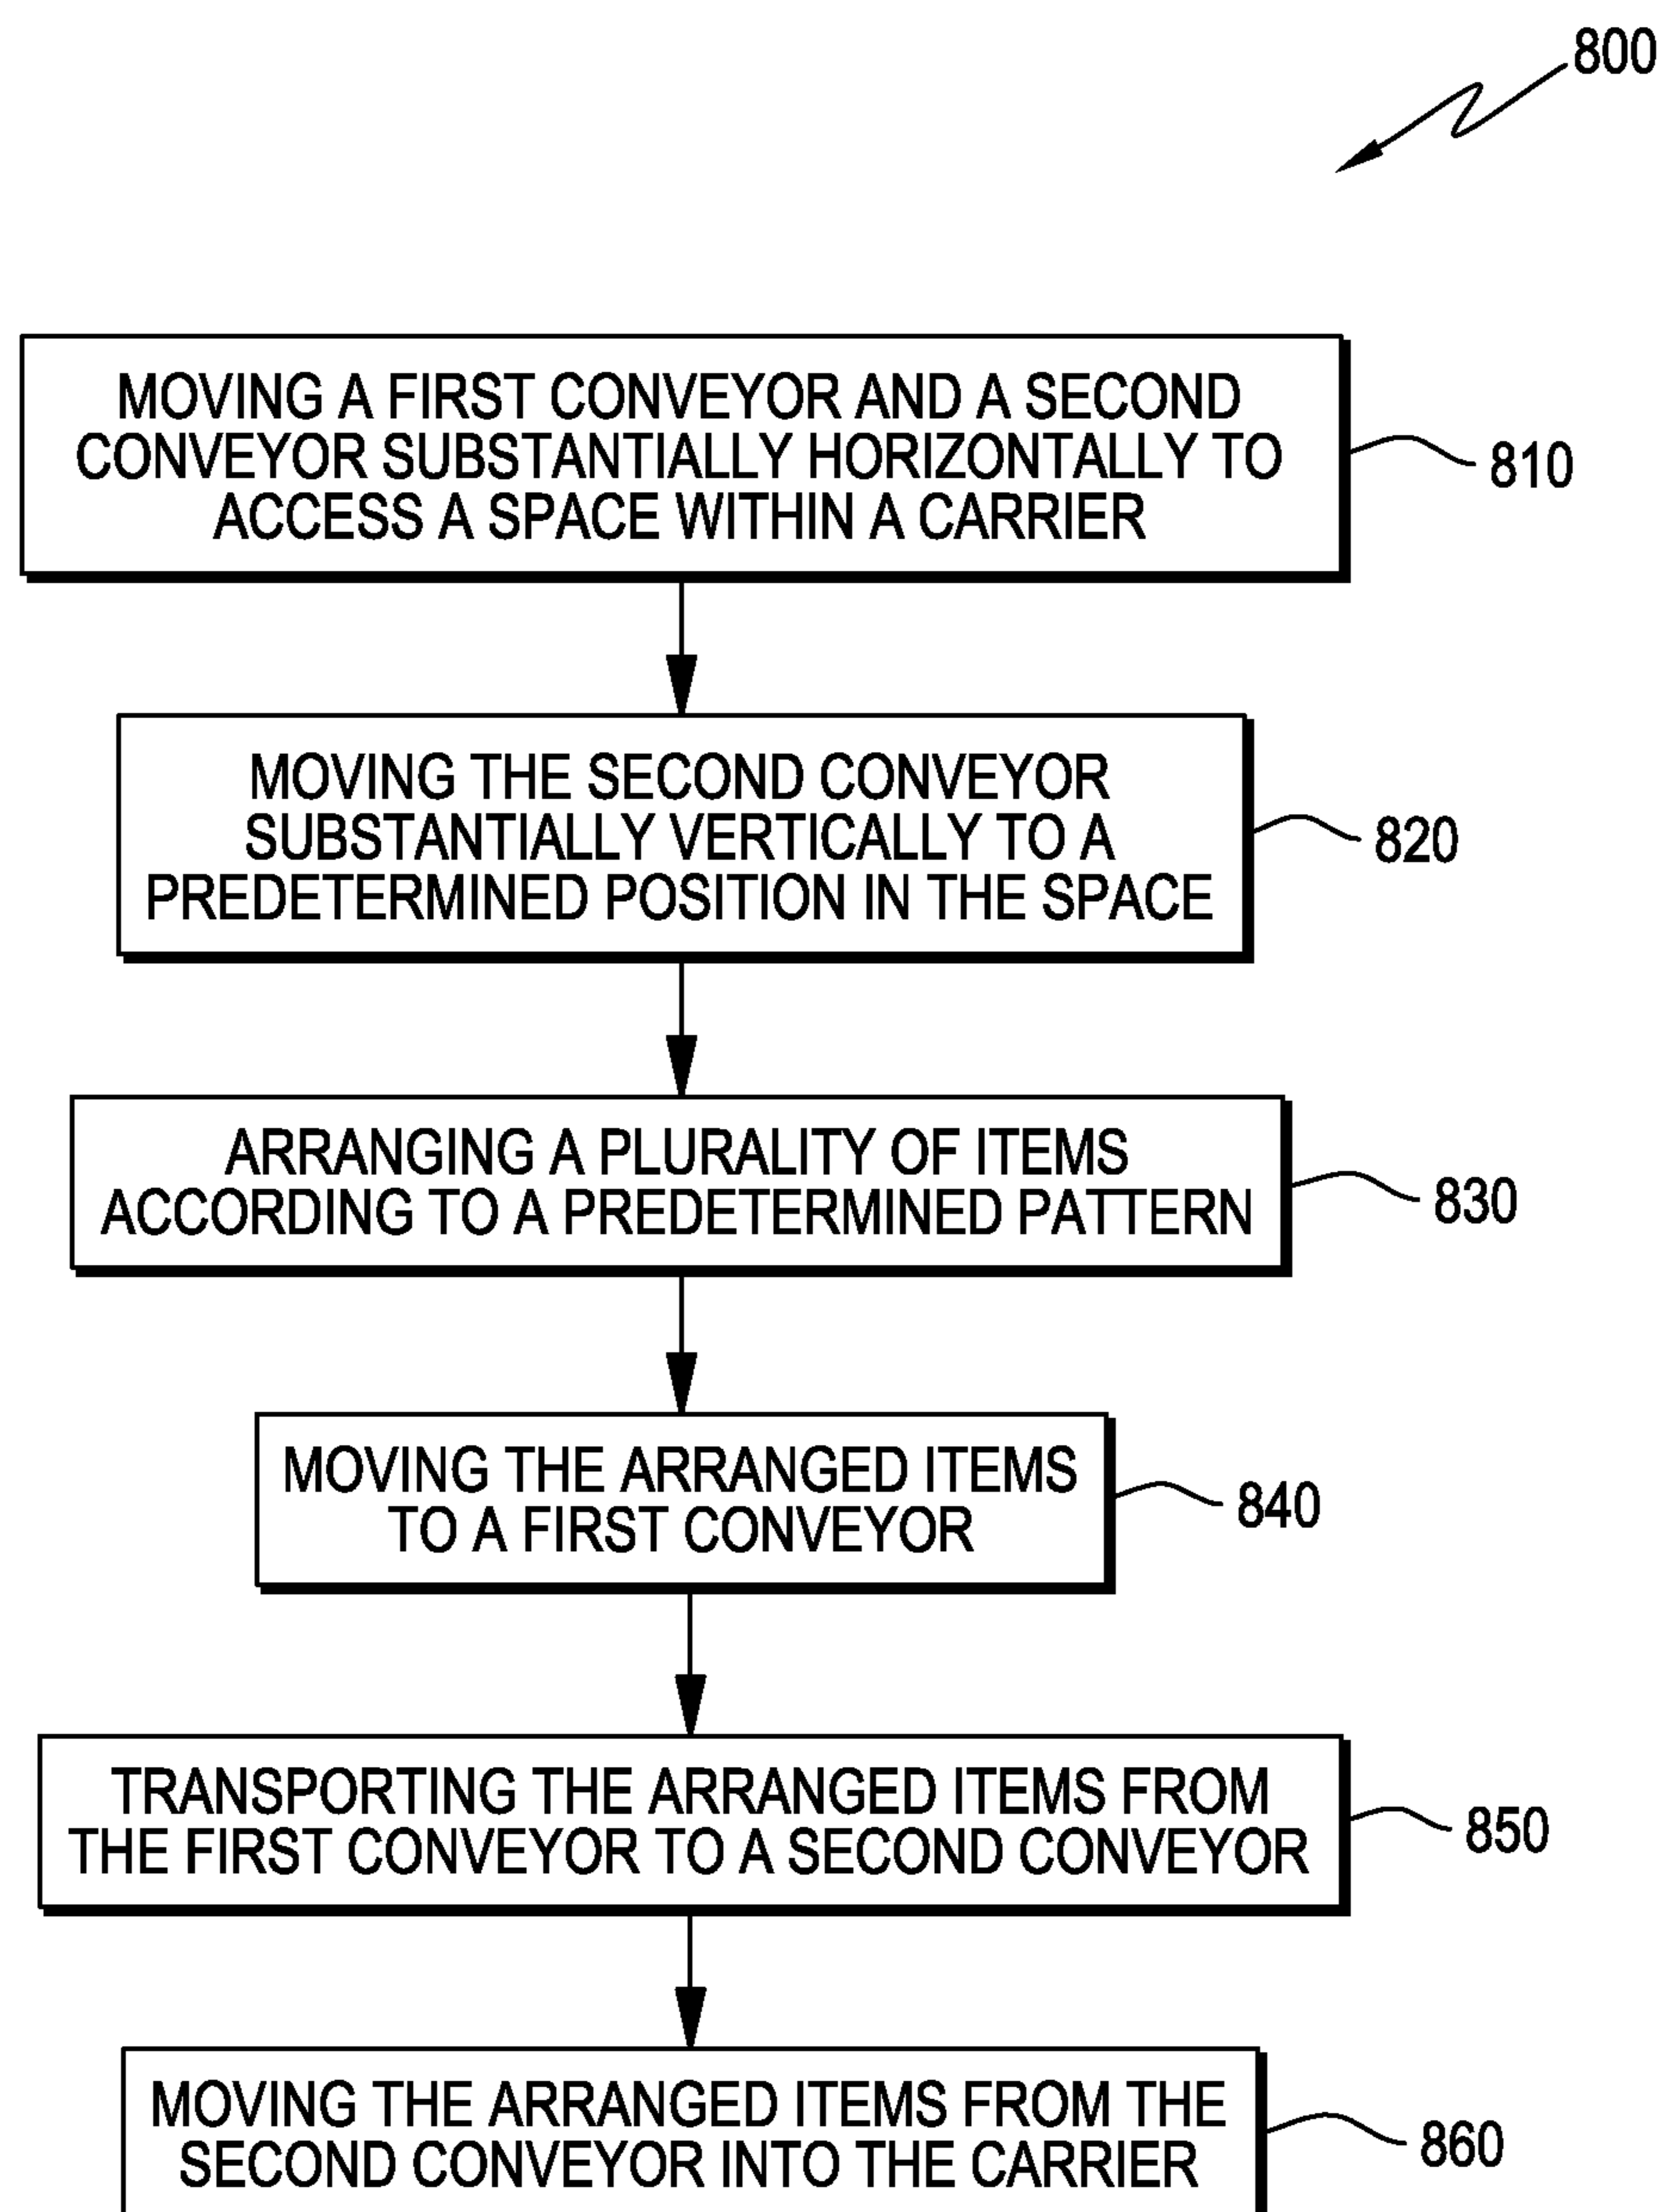 800
MOVING A FIRST CONVEYOR AND A SECOND
CONVEYOR SUBSTANTIALLY HORIZONTALLY TO
ACCESS A SPACE WITHIN A CARRIER
810
MOVING THE SECOND CONVEYOR
SUBSTANTIALLY VERTICALLY TO A
PREDETERMINED POSITION IN THE SPACE
820
ARRANGING A PLURALITY OF ITEMS
ACCORDING TO A PREDETERMINED PATTERN
830
MOVING THE ARRANGED ITEMS
TO A FIRST CONVEYOR
840
TRANSPORTING THE ARRANGED ITEMS FROM
THE FIRST CONVEYOR TO A SECOND CONVEYOR
850
MOVING THE ARRANGED ITEMS FROM THE
SECOND CONVEYOR INTO THE CARRIER
860